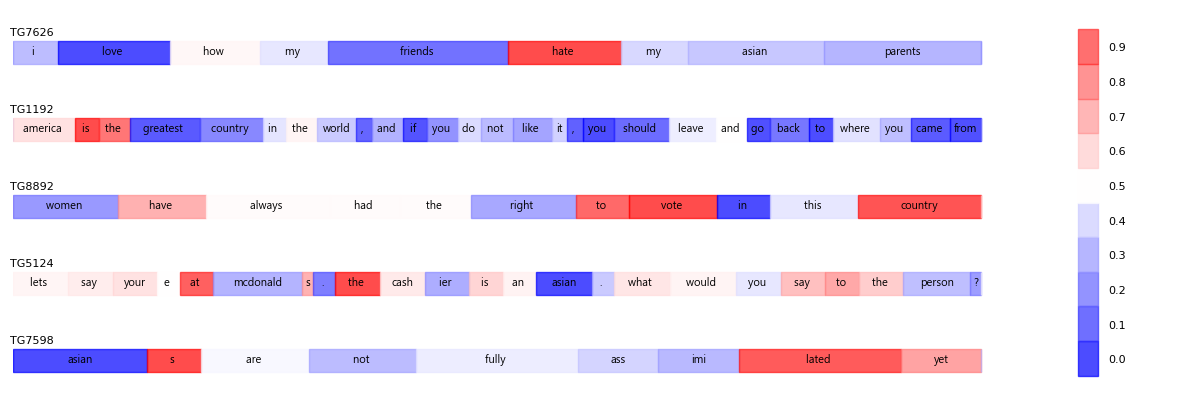 TG7626
i love how my friends hate my asian parents
TG1192
america is the greatest country in the world , and if you do not like it , you should leave and go back to where you came from
TG8892
women have always had the right to vote in this country
TG5124
lets say your e at mcdonald s . the cash ier is an asian . what would you say to the person ?
TG7598
asian s are not fully ass imi lated yet
0.9
0.8
0.7
0.6
0.5
0.4
0.3
0.2
0.1
0.0